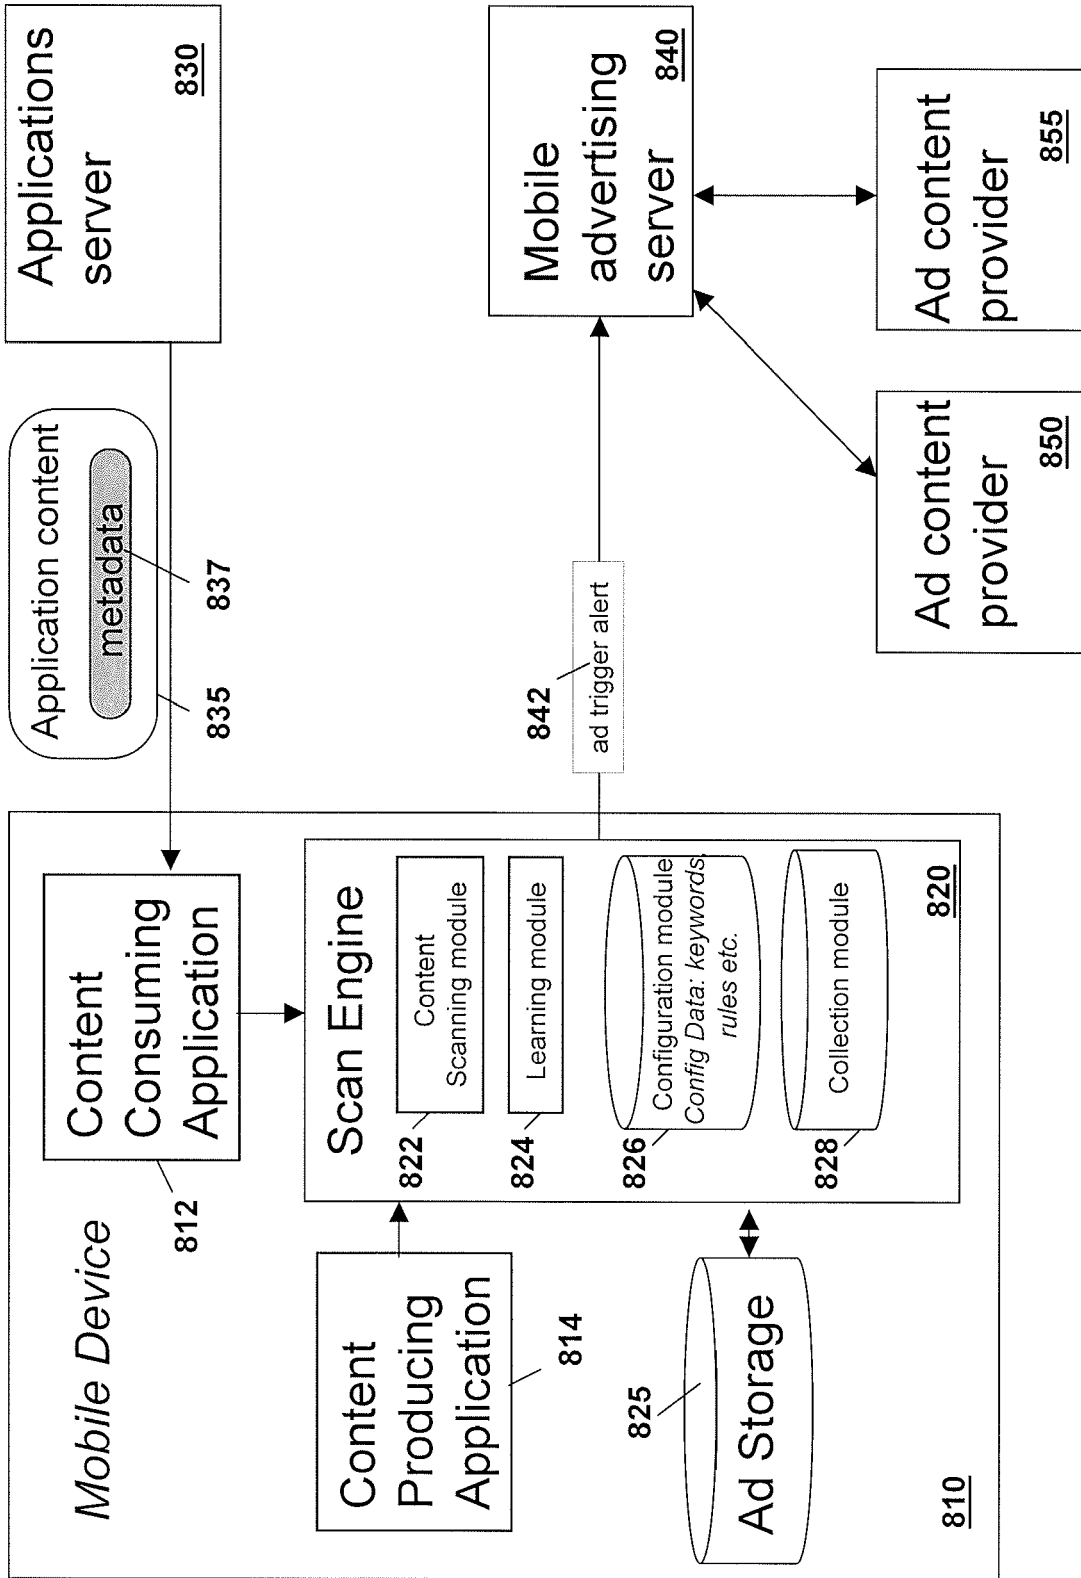 Mobile Device
Content
Consuming
Application
812
Content
Producing
Application
814
Scan Engine
Content
Scanning module
822
Learning module
824
Configuration module
Config Data: keywords,
rules etc.
826
Collection module
828
820
825
Ad Storage
810
Application content
metadata
835
837
Applications
server
830
842
ad trigger alert
Mobile
advertising
server
840
Ad content
provider
850
Ad content
provider
855